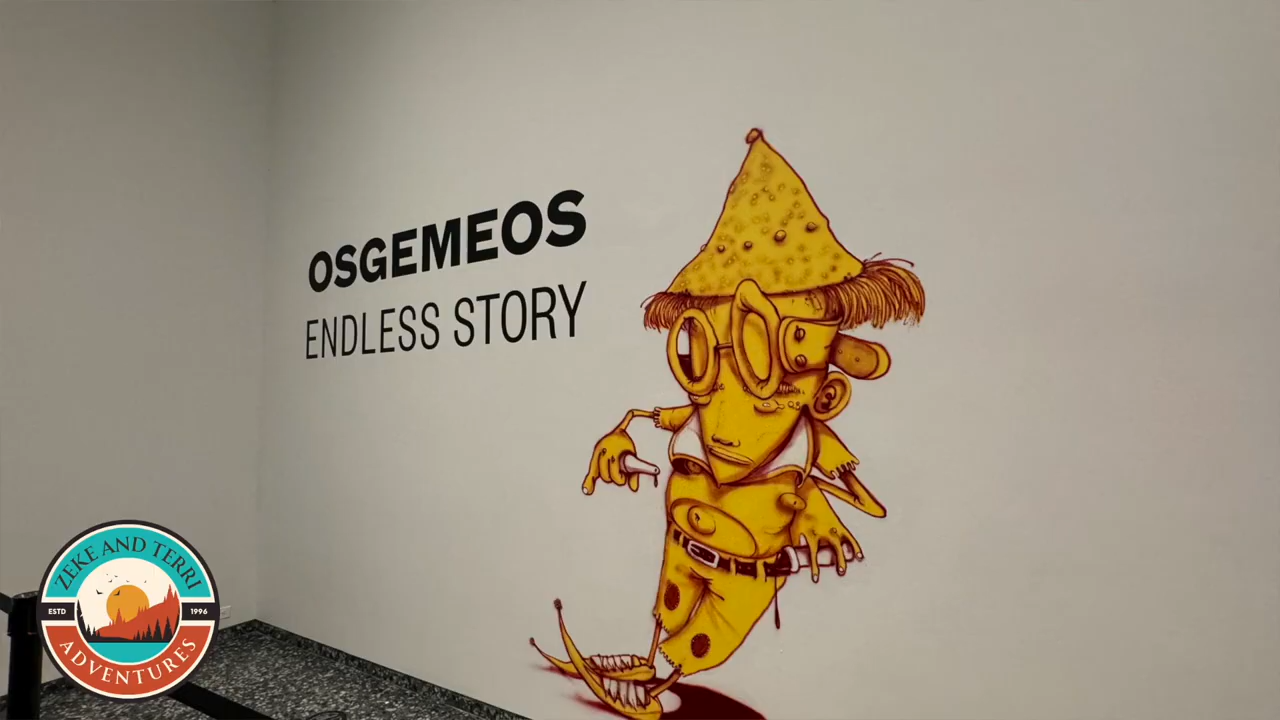 OSGEMEOS
ENDLESS STORY
ZEKE AND TERRI
ESTD 1996
ADVENTURES